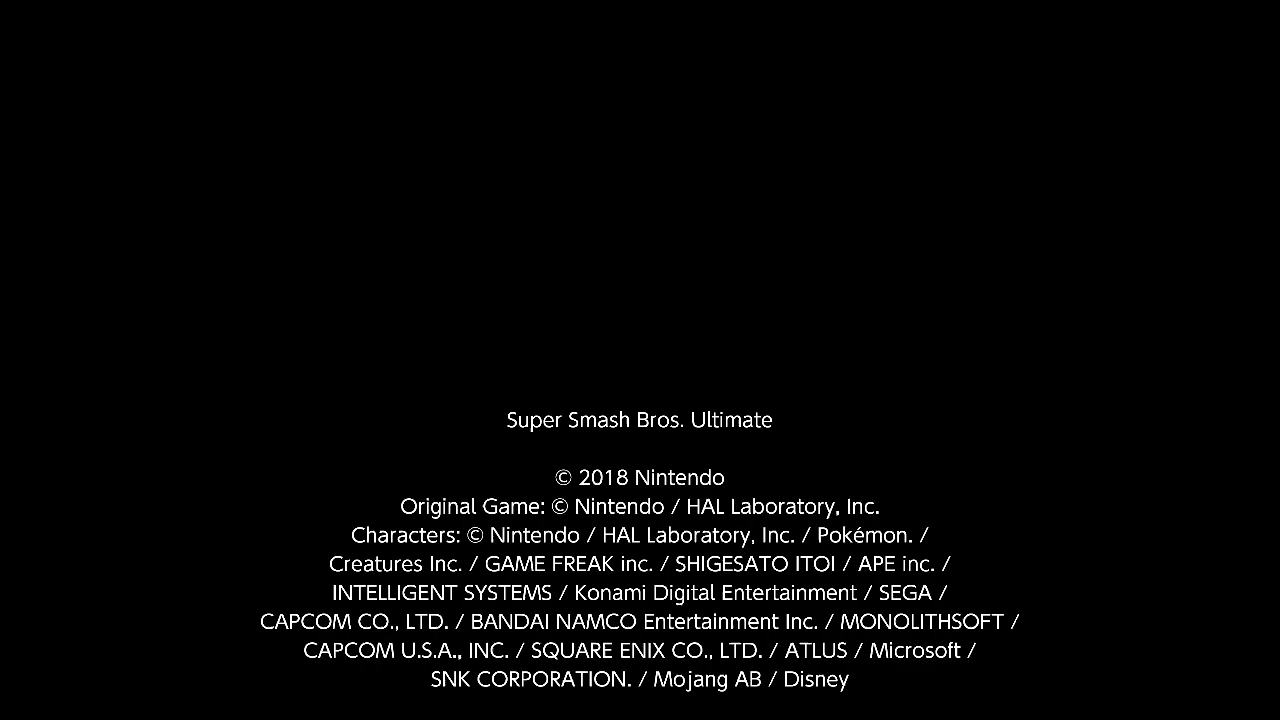 Super Smash Bros. Ultimate
© 2018 Nintendo
Original Game: © Nintendo / HAL Laboratory, Inc.
Characters: © Nintendo / HAL Laboratory, Inc. / Pokémon. /
Creatures Inc. / GAME FREAK inc. / SHIGESATO ITOI / APE inc. /
INTELLIGENT SYSTEMS / Konami Digital Entertainment / SEGA /
CAPCOM CO., LTD. / BANDAI NAMCO Entertainment Inc. / MONOLITHSOFT /
CAPCOM U.S.A., INC. / SQUARE ENIX CO., LTD. / ATLUS / Microsoft /
SNK CORPORATION. / Mojang AB / Disney